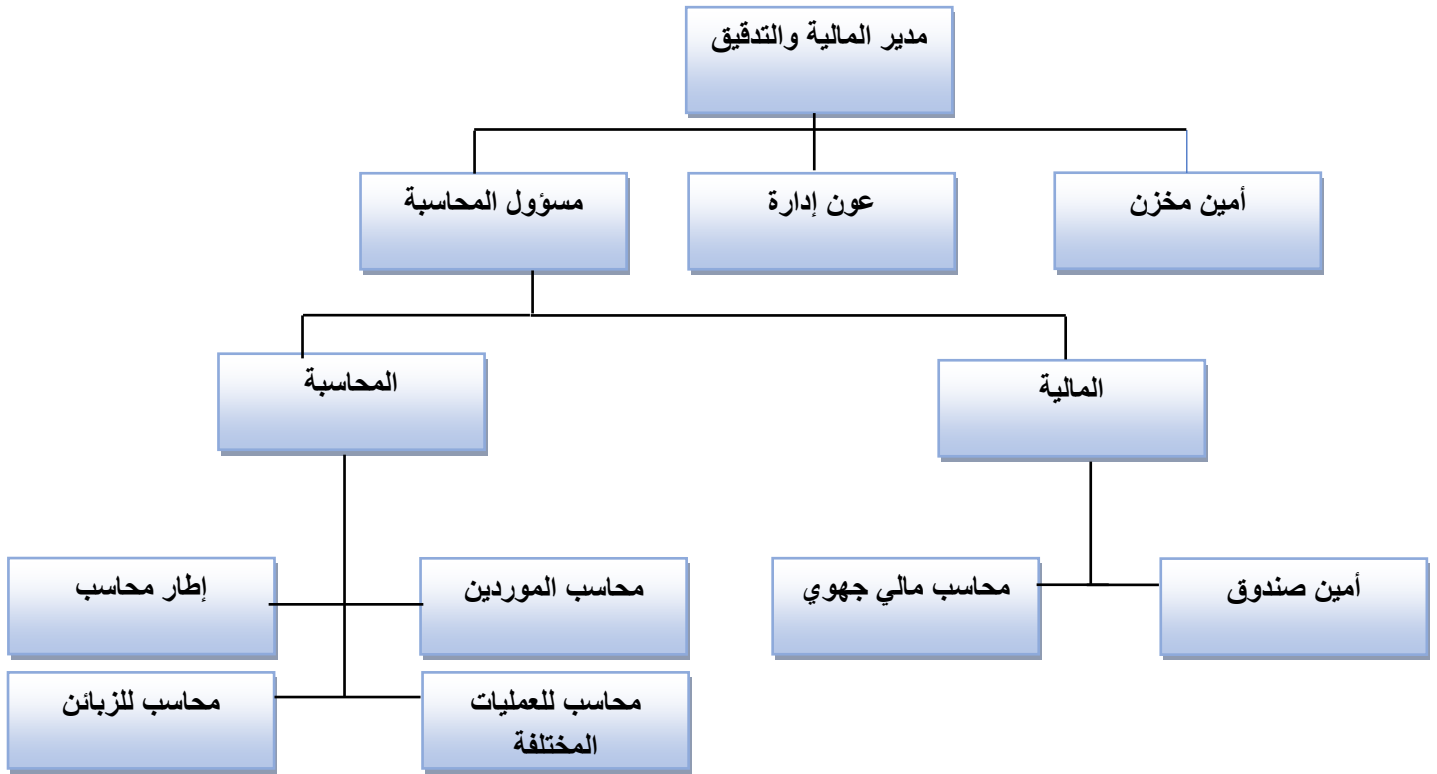 مدير المالية والتدقيق
أمين مخزن
عون إدارة
مسؤول المحاسبة
المالية
المحاسبة
أمين صندوق
محاسب مالي جهوي
محاسب الموردين
إطار محاسب
محاسب للعمليات
المختلفة
محاسب للزبائن